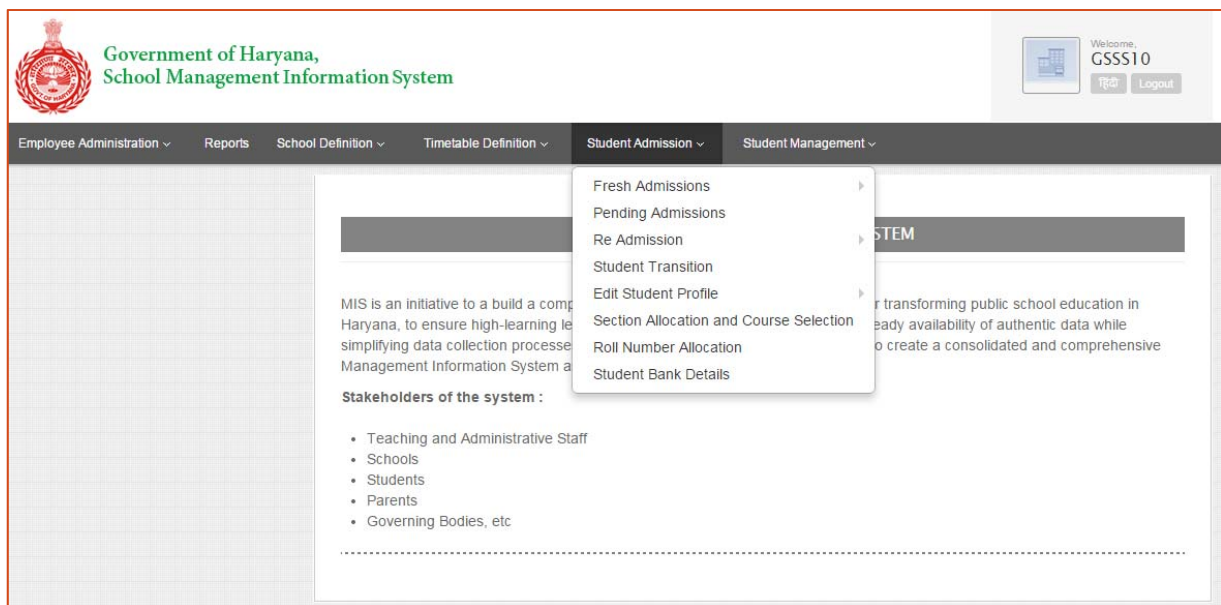 Government of Haryana,
School Management Information System
Welcome,
GSSS10
हिंदी Logout
Employee Administration Reports School Definition Timetable Definition Student Admission Student Management
Fresh Admissions
Pending Admissions
Re Admission
Student Transition
Edit Student Profile
Section Allocation and Course Selection
Roll Number Allocation
Student Bank Details
STEM
MIS is an initiative to a build a comp r transforming public school education in
Haryana, to ensure high-learning le eady availability of authentic data while
simplifying data collection processe o create a consolidated and comprehensive
Management Information System a
Stakeholders of the system :
• Teaching and Administrative Staff
• Schools
• Students
• Parents
• Governing Bodies, etc